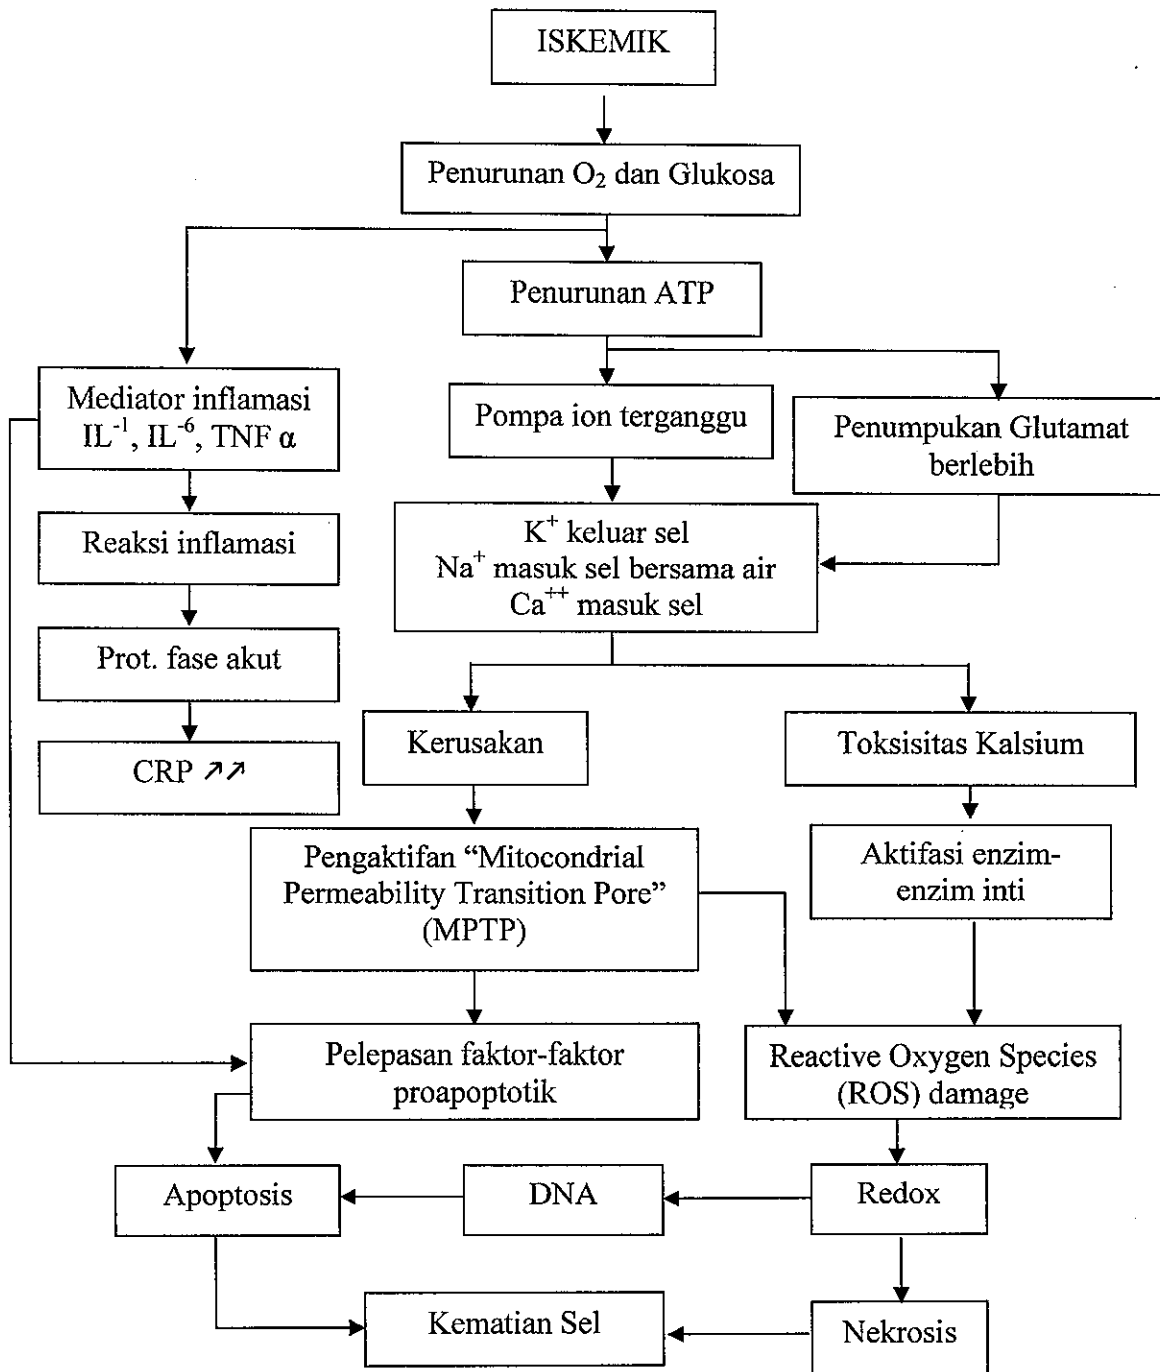 ISKEMIK
Penurunan O₂ dan Glukosa
Penurunan ATP
Mediator inflamasi
IL⁻¹, IL⁻⁶, TNF α
Pompa ion terganggu
Penumpukan Glutamat
berlebih
Reaksi inflamasi
K⁺ keluar sel
Na⁺ masuk sel bersama air
Ca⁺⁺ masuk sel
Prot. fase akut
CRP ↗↗
Kerusakan
Toksisitas Kalsium
Pengaktifan “Mitocondrial
Permeability Transition Pore”
(MPTP)
Aktifasi enzim-
enzim inti
Pelepasan faktor-faktor
proapoptotik
Reactive Oxygen Species
(ROS) damage
Apoptosis
DNA
Redox
Kematian Sel
Nekrosis